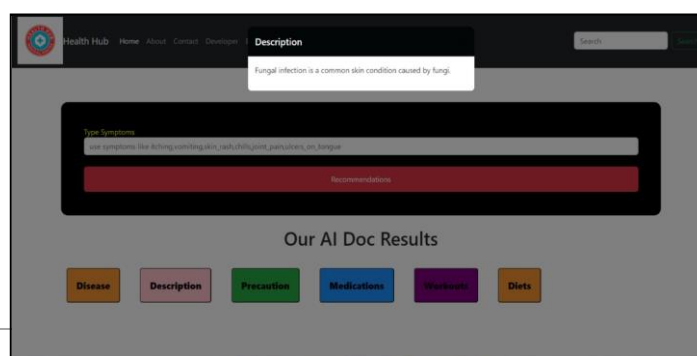 Health Hub Home About Contact Developer
Description
Search
Fungal infection is a common skin condition caused by fungi.
Type Symptoms
use symptoms like itching,vomiting,skin_rash,chills,joint_pain,ulcers_on_tongue
Recommendations
Our AI Doc Results
Disease
Description
Precaution
Medications
Workouts
Diets